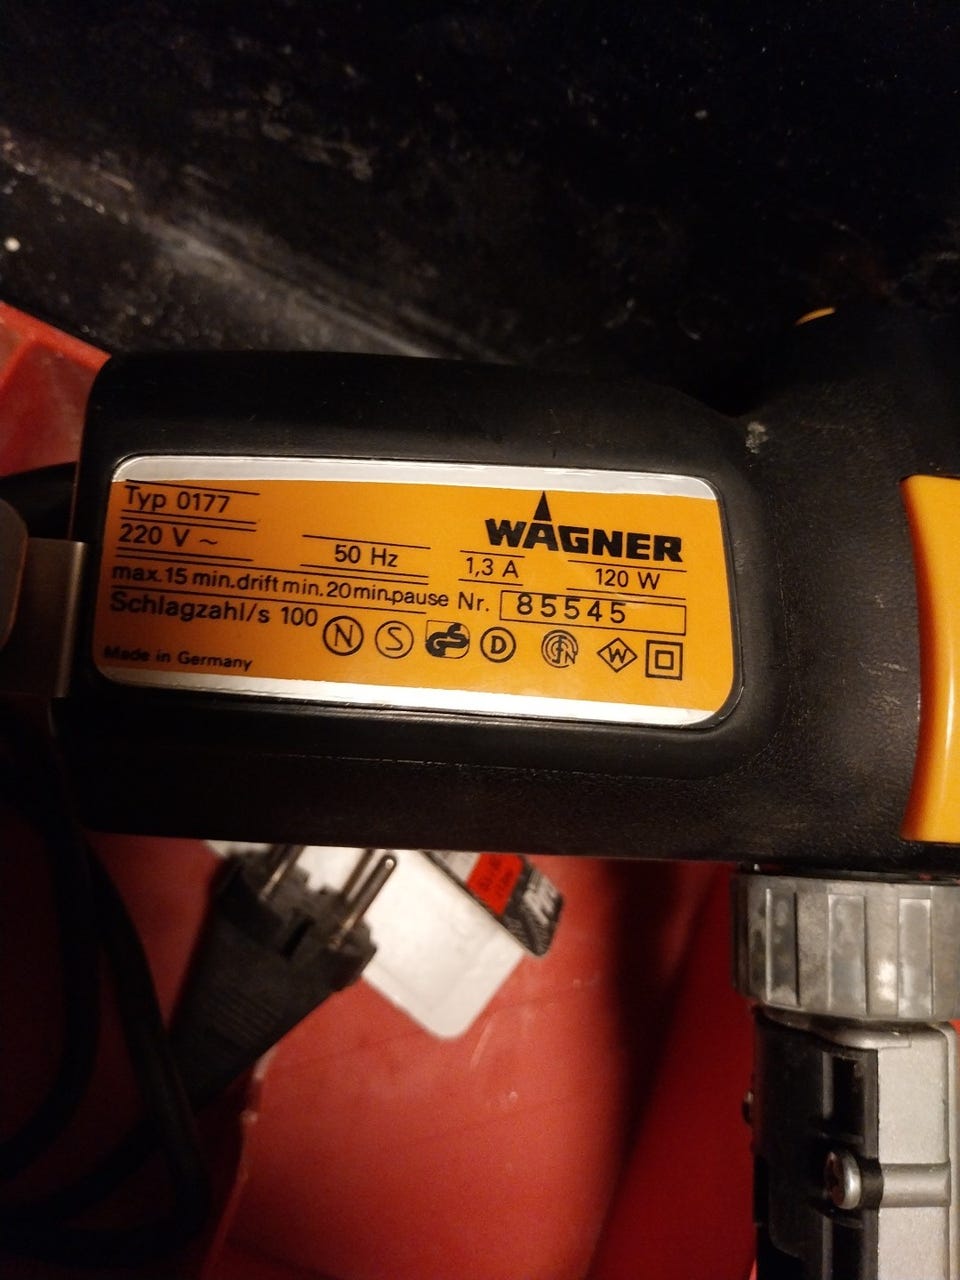 Typ 0177
WAGNER
220 V ~ 50 Hz 1,3 A 120 W
max. 15 min. drift min. 20 min. pause Nr. 85545
Schlagzahl/s 100 N S GS D W
Made in Germany